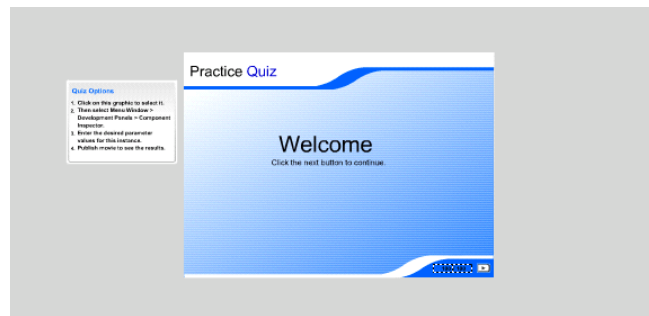 Practice Quiz
Quiz Options
1. Click on this graphic to select it.
2. Then select Menu Window >
Development Panels > Component
Inspector.
3. Enter the desired parameter
values for this instance.
4. Publish movie to see the results.
Welcome
Click the next button to continue.